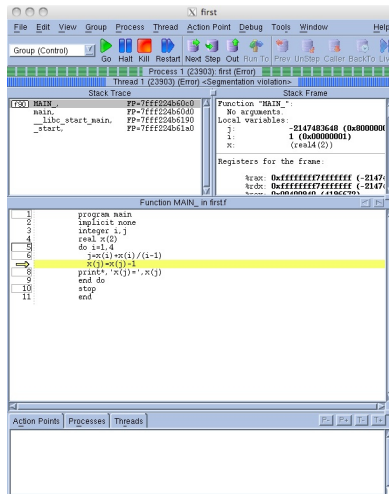 first
File Edit View Group Process Thread Action Point Debug Tools Window Help
Group (Control)
Go Halt Kill Restart Next Step Out Run To Prev UnStep Caller BackTo Live
Process 1 (23903): first (Error)
Thread 1 (23903) (Error) <Segmentation violation>
Stack Trace
f90 MAIN_, FP=7fff224b60c0
main, FP=7fff224b60d0
__libc_start_main, FP=7fff224b6190
_start, FP=7fff224b61a0
Stack Frame
Function "MAIN_":
No arguments.
Local variables:
j: -2147483648 (0x8000000
i: 1 (0x00000001)
x: (real4(2))
Registers for the frame:
%rax: 0xffffffff7fffffff (-2147
%rdx: 0xffffffff7fffffff (-2147
Function MAIN_ in first.f
1 program main
2 implicit none
3 integer i,j
4 real x(2)
5 do i=1,4
6 j=x(i)+x(i)/(i-1)
x(j)=x(j)-1
8 print*,'x(j)=',x(j)
9 end do
10 stop
11 end
Action Points Processes Threads
P- P+ T- T+